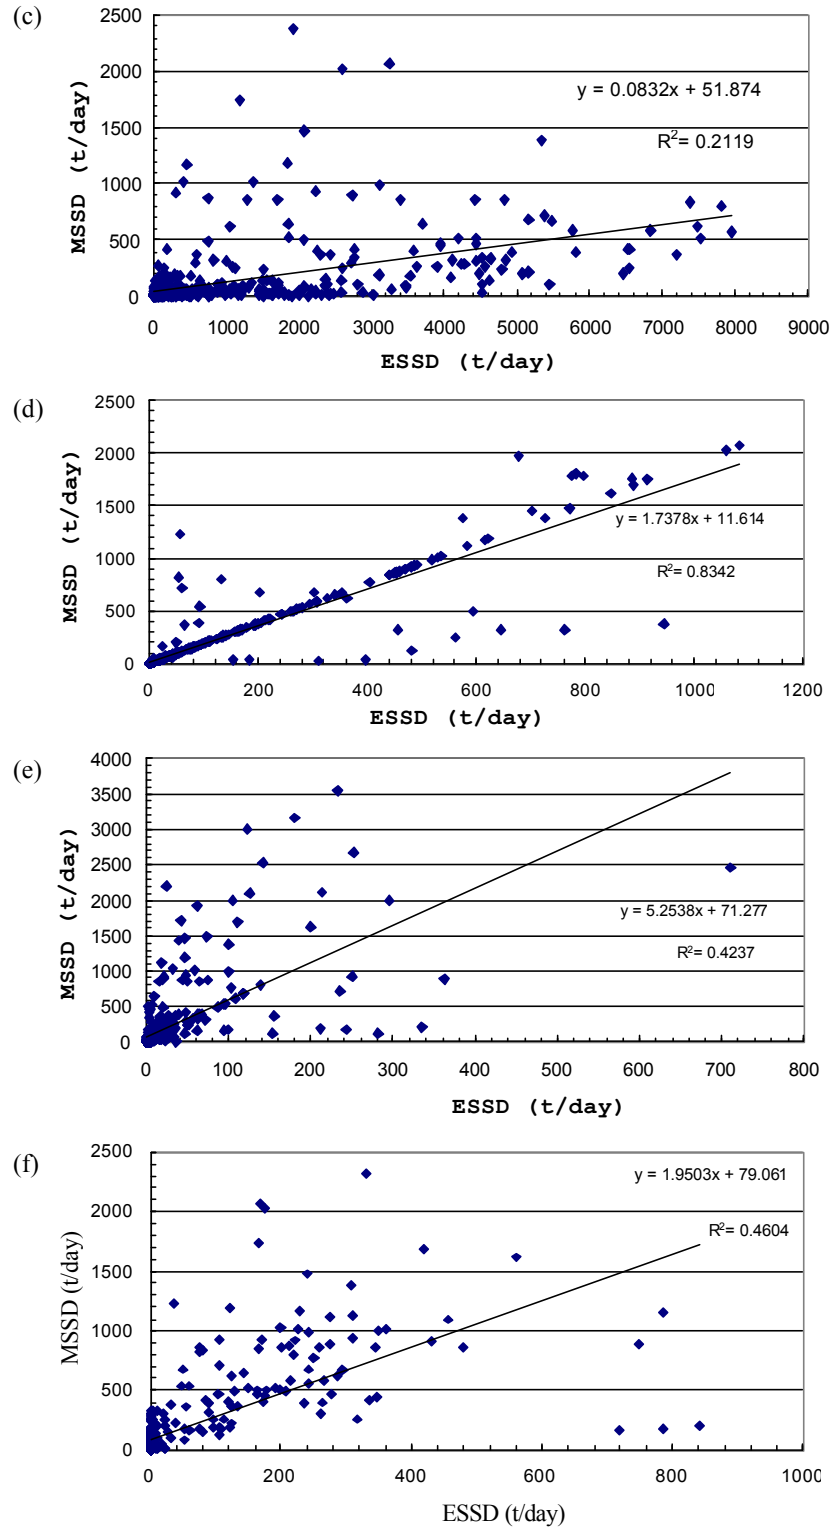 (c)
2500
2000
1500
1000
500
0
MSSD (t/day)
y = 0.0832x + 51.874
R2= 0.2119
0 1000 2000 3000 4000 5000 6000 7000 8000 9000
ESSD (t/day)
(d)
2500
2000
1500
1000
500
0
MSSD (t/day)
y = 1.7378x + 11.614
R2= 0.8342
0 200 400 600 800 1000 1200
ESSD (t/day)
(e)
4000
3500
3000
2500
2000
1500
1000
500
0
MSSD (t/day)
y = 5.2538x + 71.277
R2= 0.4237
0 100 200 300 400 500 600 700 800
ESSD (t/day)
(f)
2500
2000
1500
1000
500
0
MSSD (t/day)
y = 1.9503x + 79.061
R2= 0.4604
0 200 400 600 800 1000
ESSD (t/day)